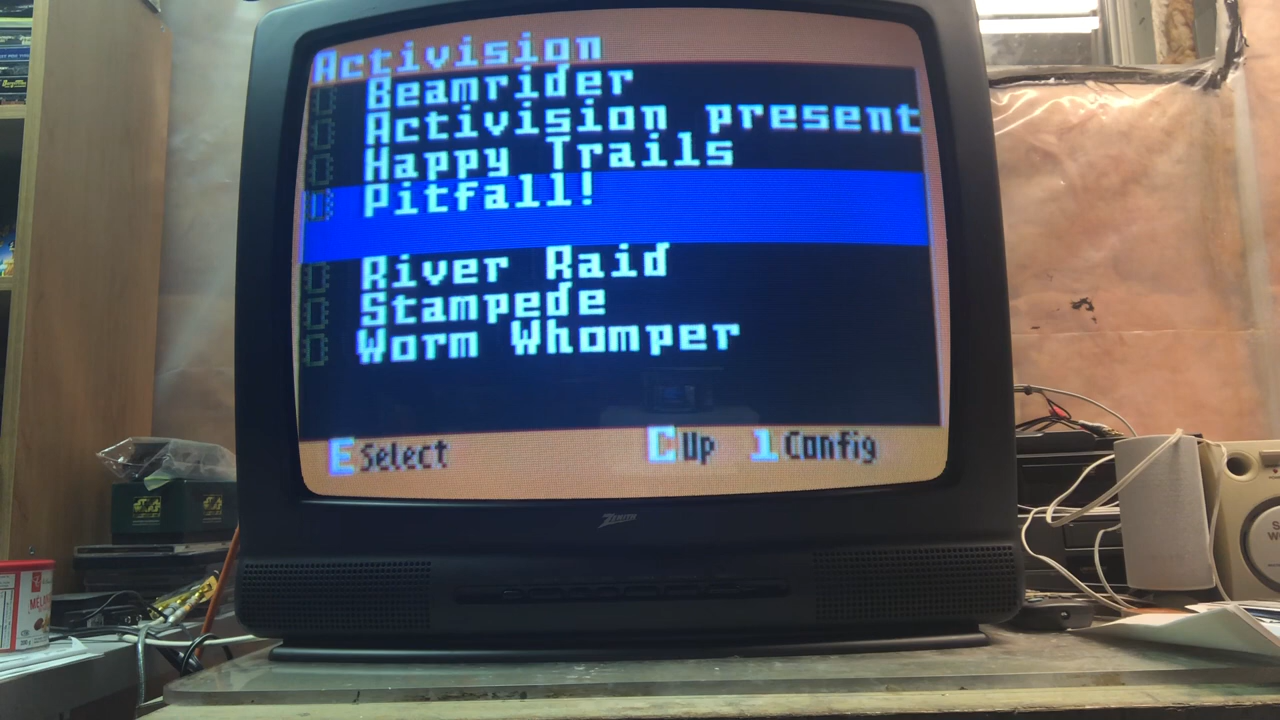 Activision
Beamrider
Activision present
Happy Trails
Pitfall!
River Raid
Stampede
Worm Whomper
E Select C Up 1 Config
ZENITH